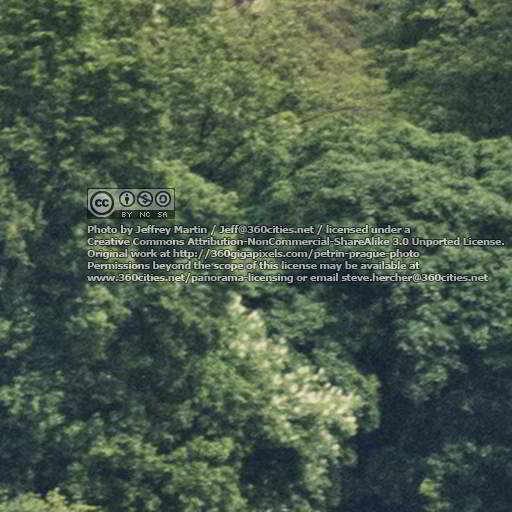 cc
BY NC SA
Photo by Jeffrey Martin / Jeff@360cities.net / licensed under a
Creative Commons Attribution-NonCommercial-ShareAlike 3.0 Unported License.
Original work at http://360gigapixels.com/petrin-prague-photo
Permissions beyond the scope of this license may be available at
www.360cities.net/panorama-licensing or email steve.hercher@360cities.net